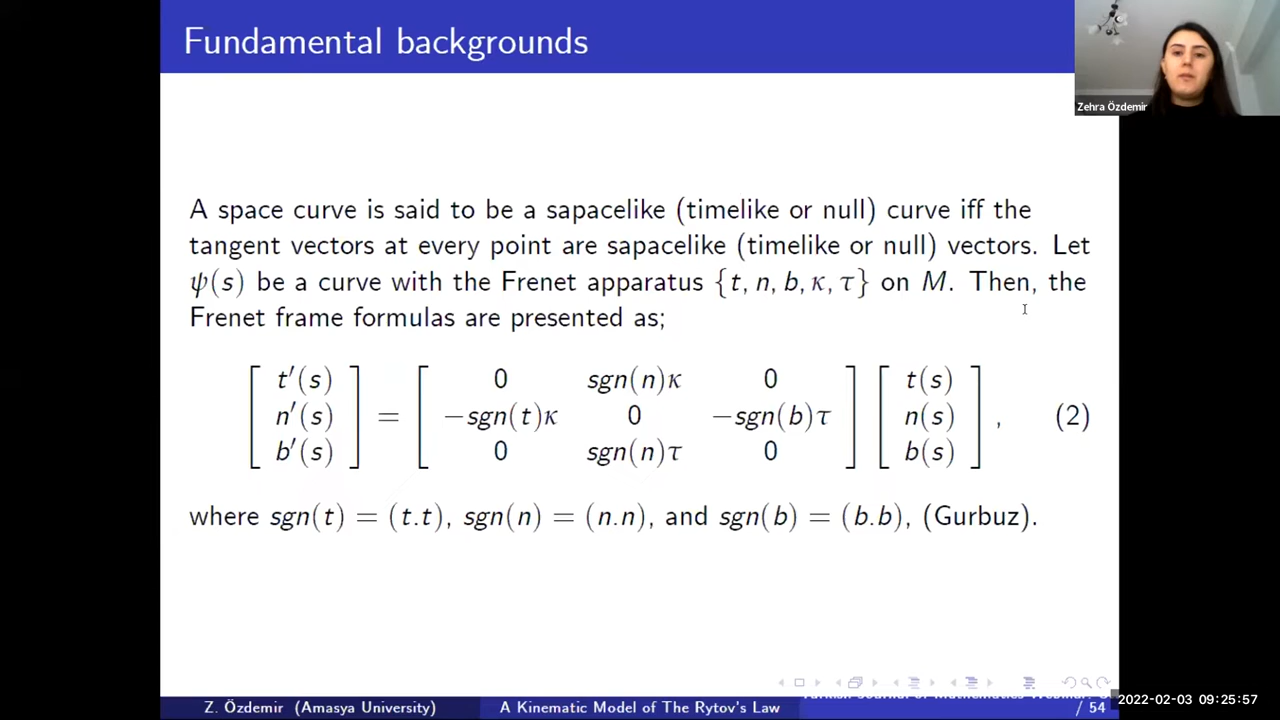 Fundamental backgrounds
Zehra Özdemir
A space curve is said to be a sapacelike (timelike or null) curve iff the
tangent vectors at every point are sapacelike (timelike or null) vectors. Let
ψ(s) be a curve with the Frenet apparatus {t, n, b, κ, τ} on M. Then, the
Frenet frame formulas are presented as;
[ t′(s) ] [ 0 sgn(n)κ 0 ] [ t(s) ]
[ n′(s) ] = [ −sgn(t)κ 0 −sgn(b)τ ] [ n(s) ] , (2)
[ b′(s) ] [ 0 sgn(n)τ 0 ] [ b(s) ]
where sgn(t) = (t.t), sgn(n) = (n.n), and sgn(b) = (b.b), (Gurbuz).
Z. Özdemir (Amasya University) A Kinematic Model of The Rytov's Law / 54
2022-02-03 09:25:57